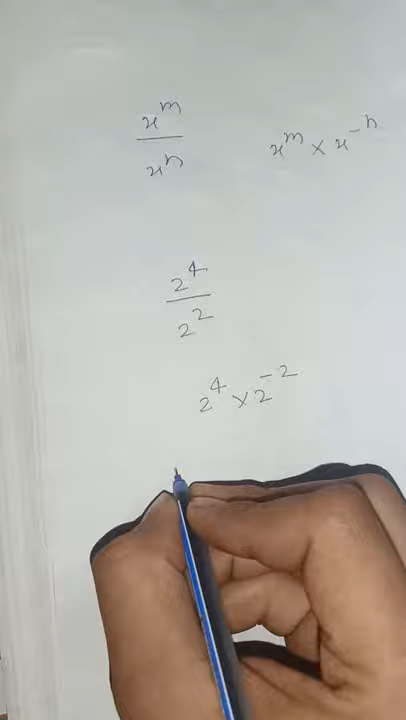 x^m / x^n    x^m × x^-n
2^4 / 2^2
2^4 × 2^-2